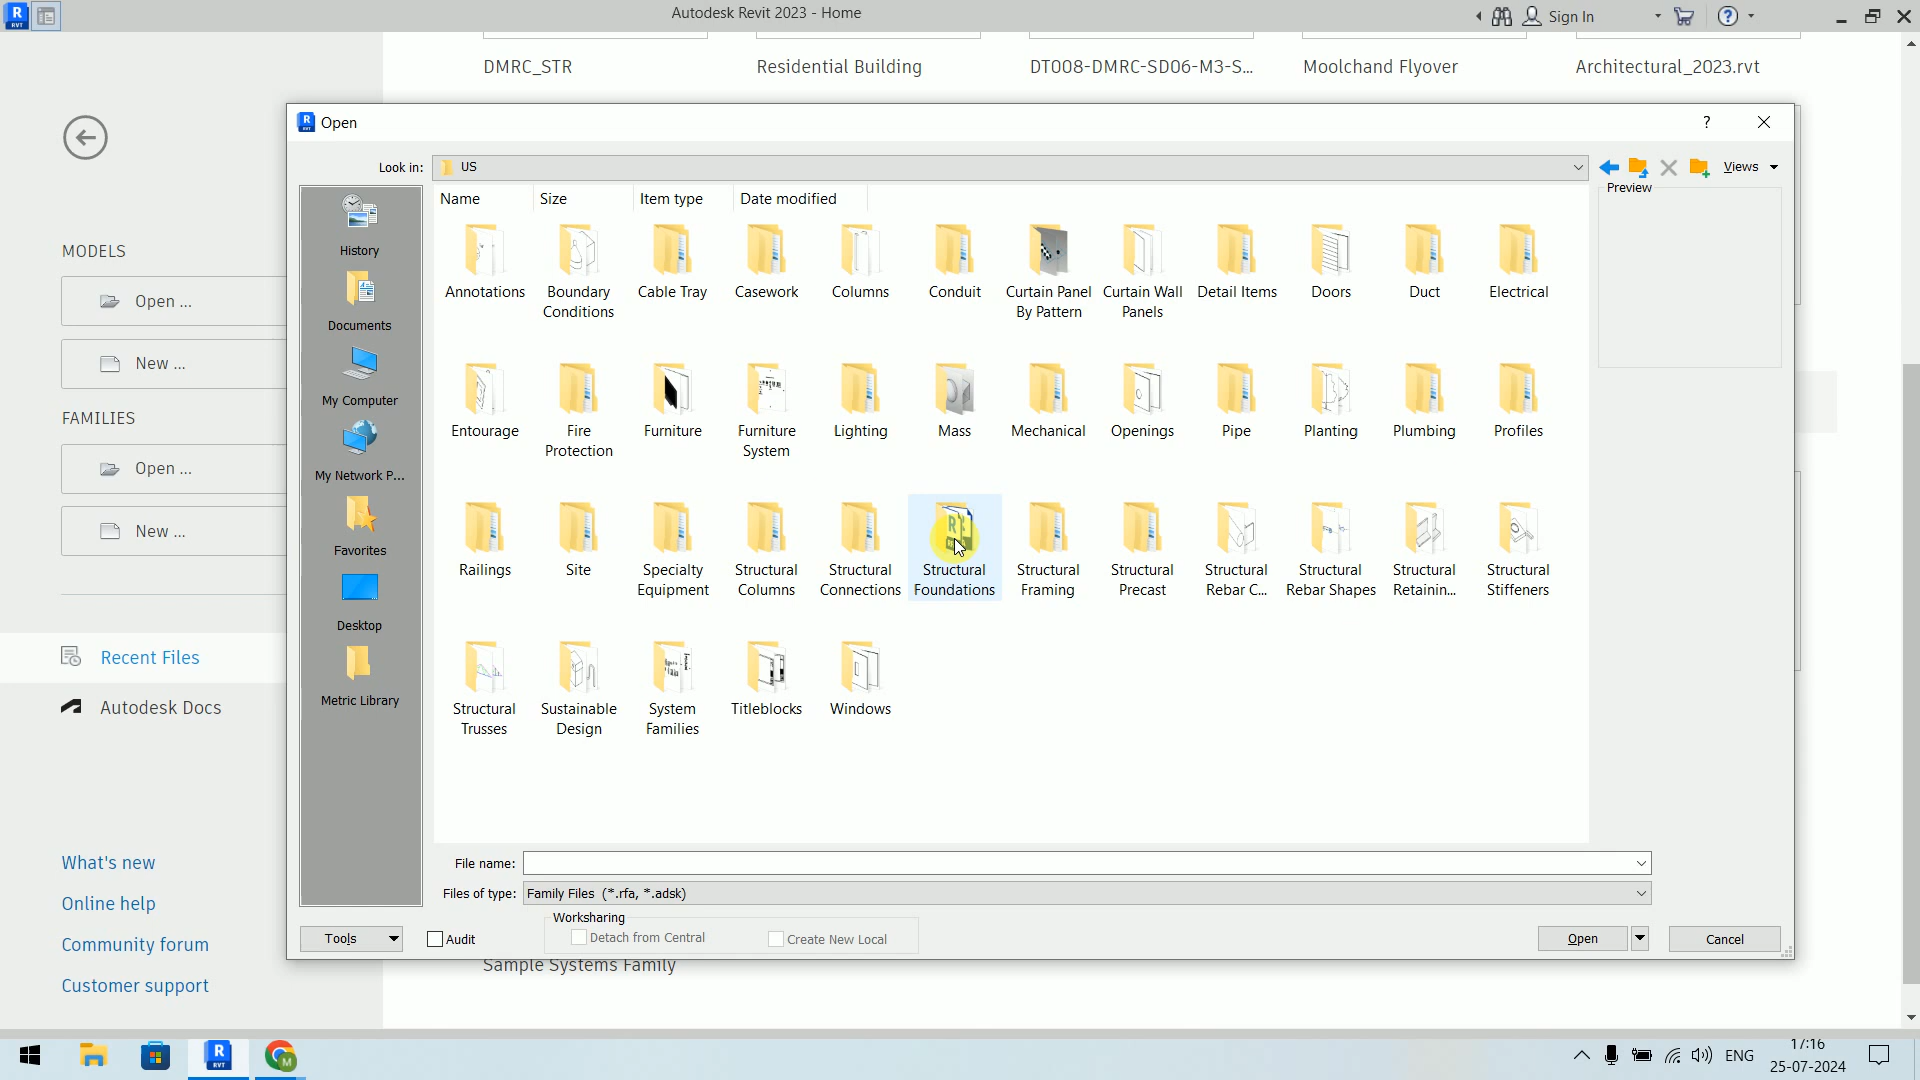 Autodesk Revit 2023 - Home
Sign In
DMRC_STR
Residential Building
DT008-DMRC-SD06-M3-S...
Moolchand Flyover
Architectural_2023.rvt
MODELS
Open ...
New ...
FAMILIES
Open ...
New ...
Recent Files
Autodesk Docs
What's new
Online help
Community forum
Customer support
Open
Look in:
US
Views
Preview
History
Documents
My Computer
My Network P...
Favorites
Desktop
Metric Library
Name
Size
Item type
Date modified
Annotations
Boundary
Conditions
Cable Tray
Casework
Columns
Conduit
Curtain Panel
By Pattern
Curtain Wall
Panels
Detail Items
Doors
Duct
Electrical
Entourage
Fire
Protection
Furniture
Furniture
System
Lighting
Mass
Mechanical
Openings
Pipe
Planting
Plumbing
Profiles
Railings
Site
Specialty
Equipment
Structural
Columns
Structural
Connections
Structural
Foundations
Structural
Framing
Structural
Precast
Structural
Rebar C...
Structural
Rebar Shapes
Structural
Retainin...
Structural
Stiffeners
Structural
Trusses
Sustainable
Design
System
Families
Titleblocks
Windows
File name:
Files of type:
Family Files (*.rfa, *.adsk)
Tools
Audit
Worksharing
Detach from Central
Create New Local
Open
Cancel
Sample Systems Family
ENG
17:16
25-07-2024